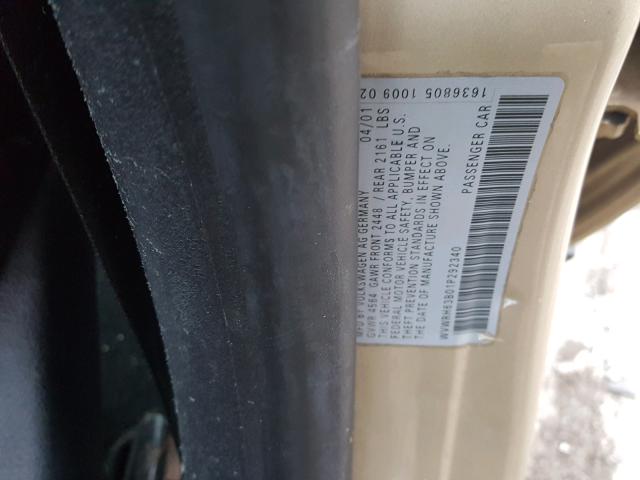 MFD BY VOLKSWAGEN AG GERMANY 04/01
GVWR 4564 GAWR FRONT 2448 / REAR 2161 LBS
THIS VEHICLE CONFORMS TO ALL APPLICABLE U.S.
FEDERAL MOTOR VEHICLE SAFETY, BUMPER AND
THEFT PREVENTION STANDARDS IN EFFECT ON
THE DATE OF MANUFACTURE SHOWN ABOVE.
WVWRH63B01P292340 PASSENGER CAR
1636805 1009 02